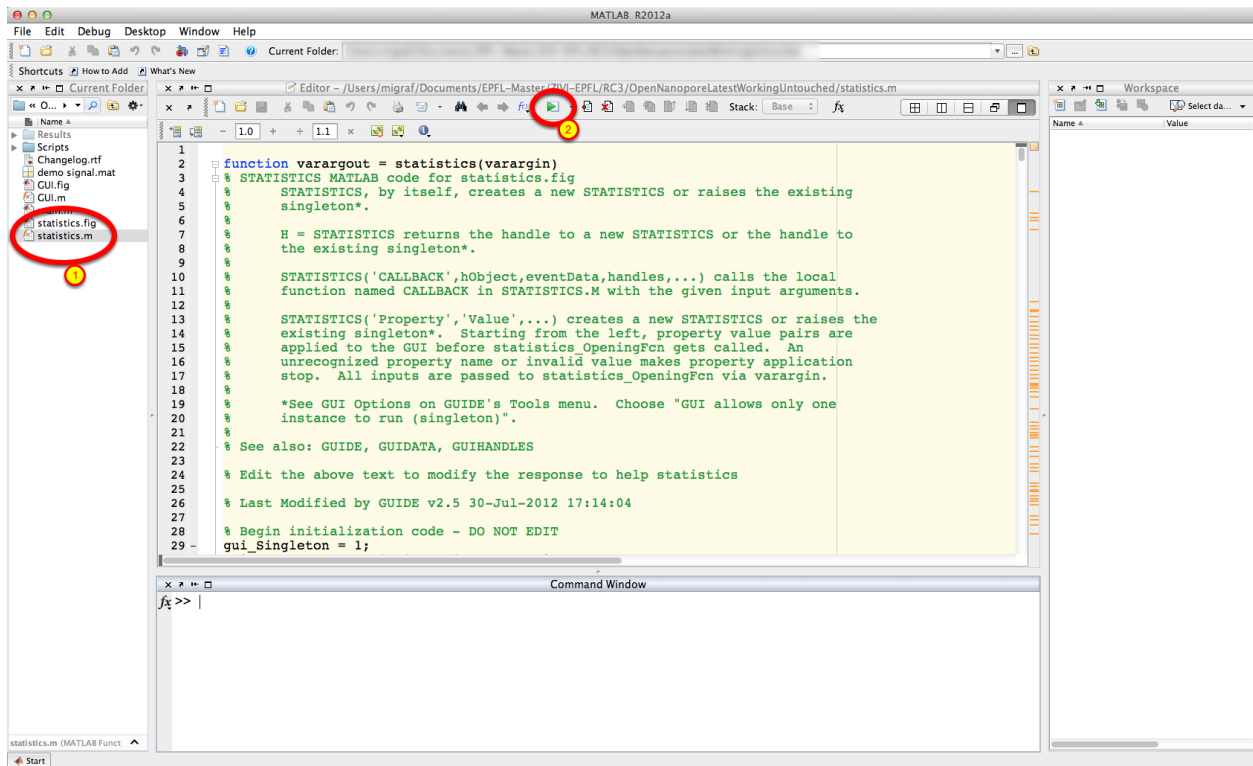 MATLAB R2012a
File Edit Debug Desktop Window Help
Current Folder:
Shortcuts How to Add What's New
Current Folder
« O...
Name
Results
Scripts
Changelog.rtf
demo signal.mat
GUI.fig
GUI.m
statistics.fig
statistics.m
1
statistics.m (MATLAB Funct
Start
Editor - /Users/migraf/Documents/EPFL-Master/ZIVI-EPFL/RC3/OpenNanoporeLatestWorkingUntouched/statistics.m
Stack: Base fx
2
- 1.0 + ÷ 1.1 ×
1
2 function varargout = statistics(varargin)
3 % STATISTICS MATLAB code for statistics.fig
4 % STATISTICS, by itself, creates a new STATISTICS or raises the existing
5 % singleton*.
6 %
7 % H = STATISTICS returns the handle to a new STATISTICS or the handle to
8 % the existing singleton*.
9 %
10 % STATISTICS('CALLBACK',hObject,eventData,handles,...) calls the local
11 % function named CALLBACK in STATISTICS.M with the given input arguments.
12 %
13 % STATISTICS('Property','Value',...) creates a new STATISTICS or raises the
14 % existing singleton*. Starting from the left, property value pairs are
15 % applied to the GUI before statistics_OpeningFcn gets called. An
16 % unrecognized property name or invalid value makes property application
17 % stop. All inputs are passed to statistics_OpeningFcn via varargin.
18 %
19 % *See GUI Options on GUIDE's Tools menu. Choose "GUI allows only one
20 % instance to run (singleton)".
21 %
22 % See also: GUIDE, GUIDATA, GUIHANDLES
23
24 % Edit the above text to modify the response to help statistics
25
26 % Last Modified by GUIDE v2.5 30-Jul-2012 17:14:04
27
28 % Begin initialization code - DO NOT EDIT
29 - gui_Singleton = 1;
Command Window
fx >>
Workspace
Select da...
Name Value